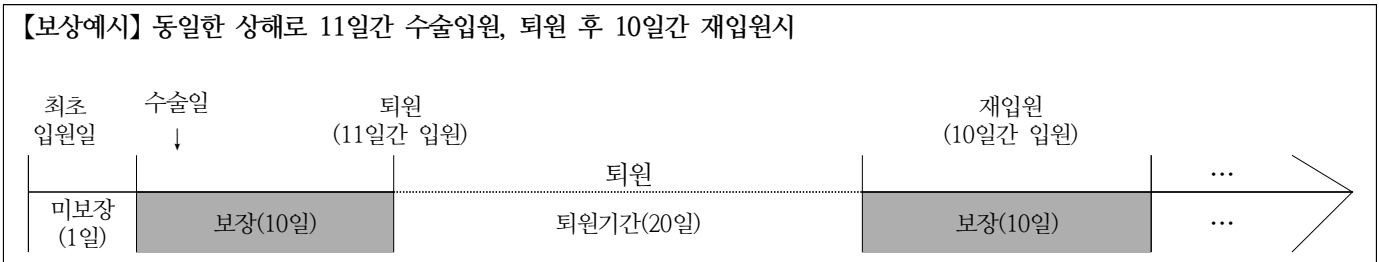 【보상예시】 동일한 상해로 11일간 수술입원, 퇴원 후 10일간 재입원시
최초
입원일
수술일
↓
퇴원
(11일간 입원)
재입원
(10일간 입원)
퇴원
…
미보장
(1일)
보장(10일)
퇴원기간(20일)
보장(10일)
…